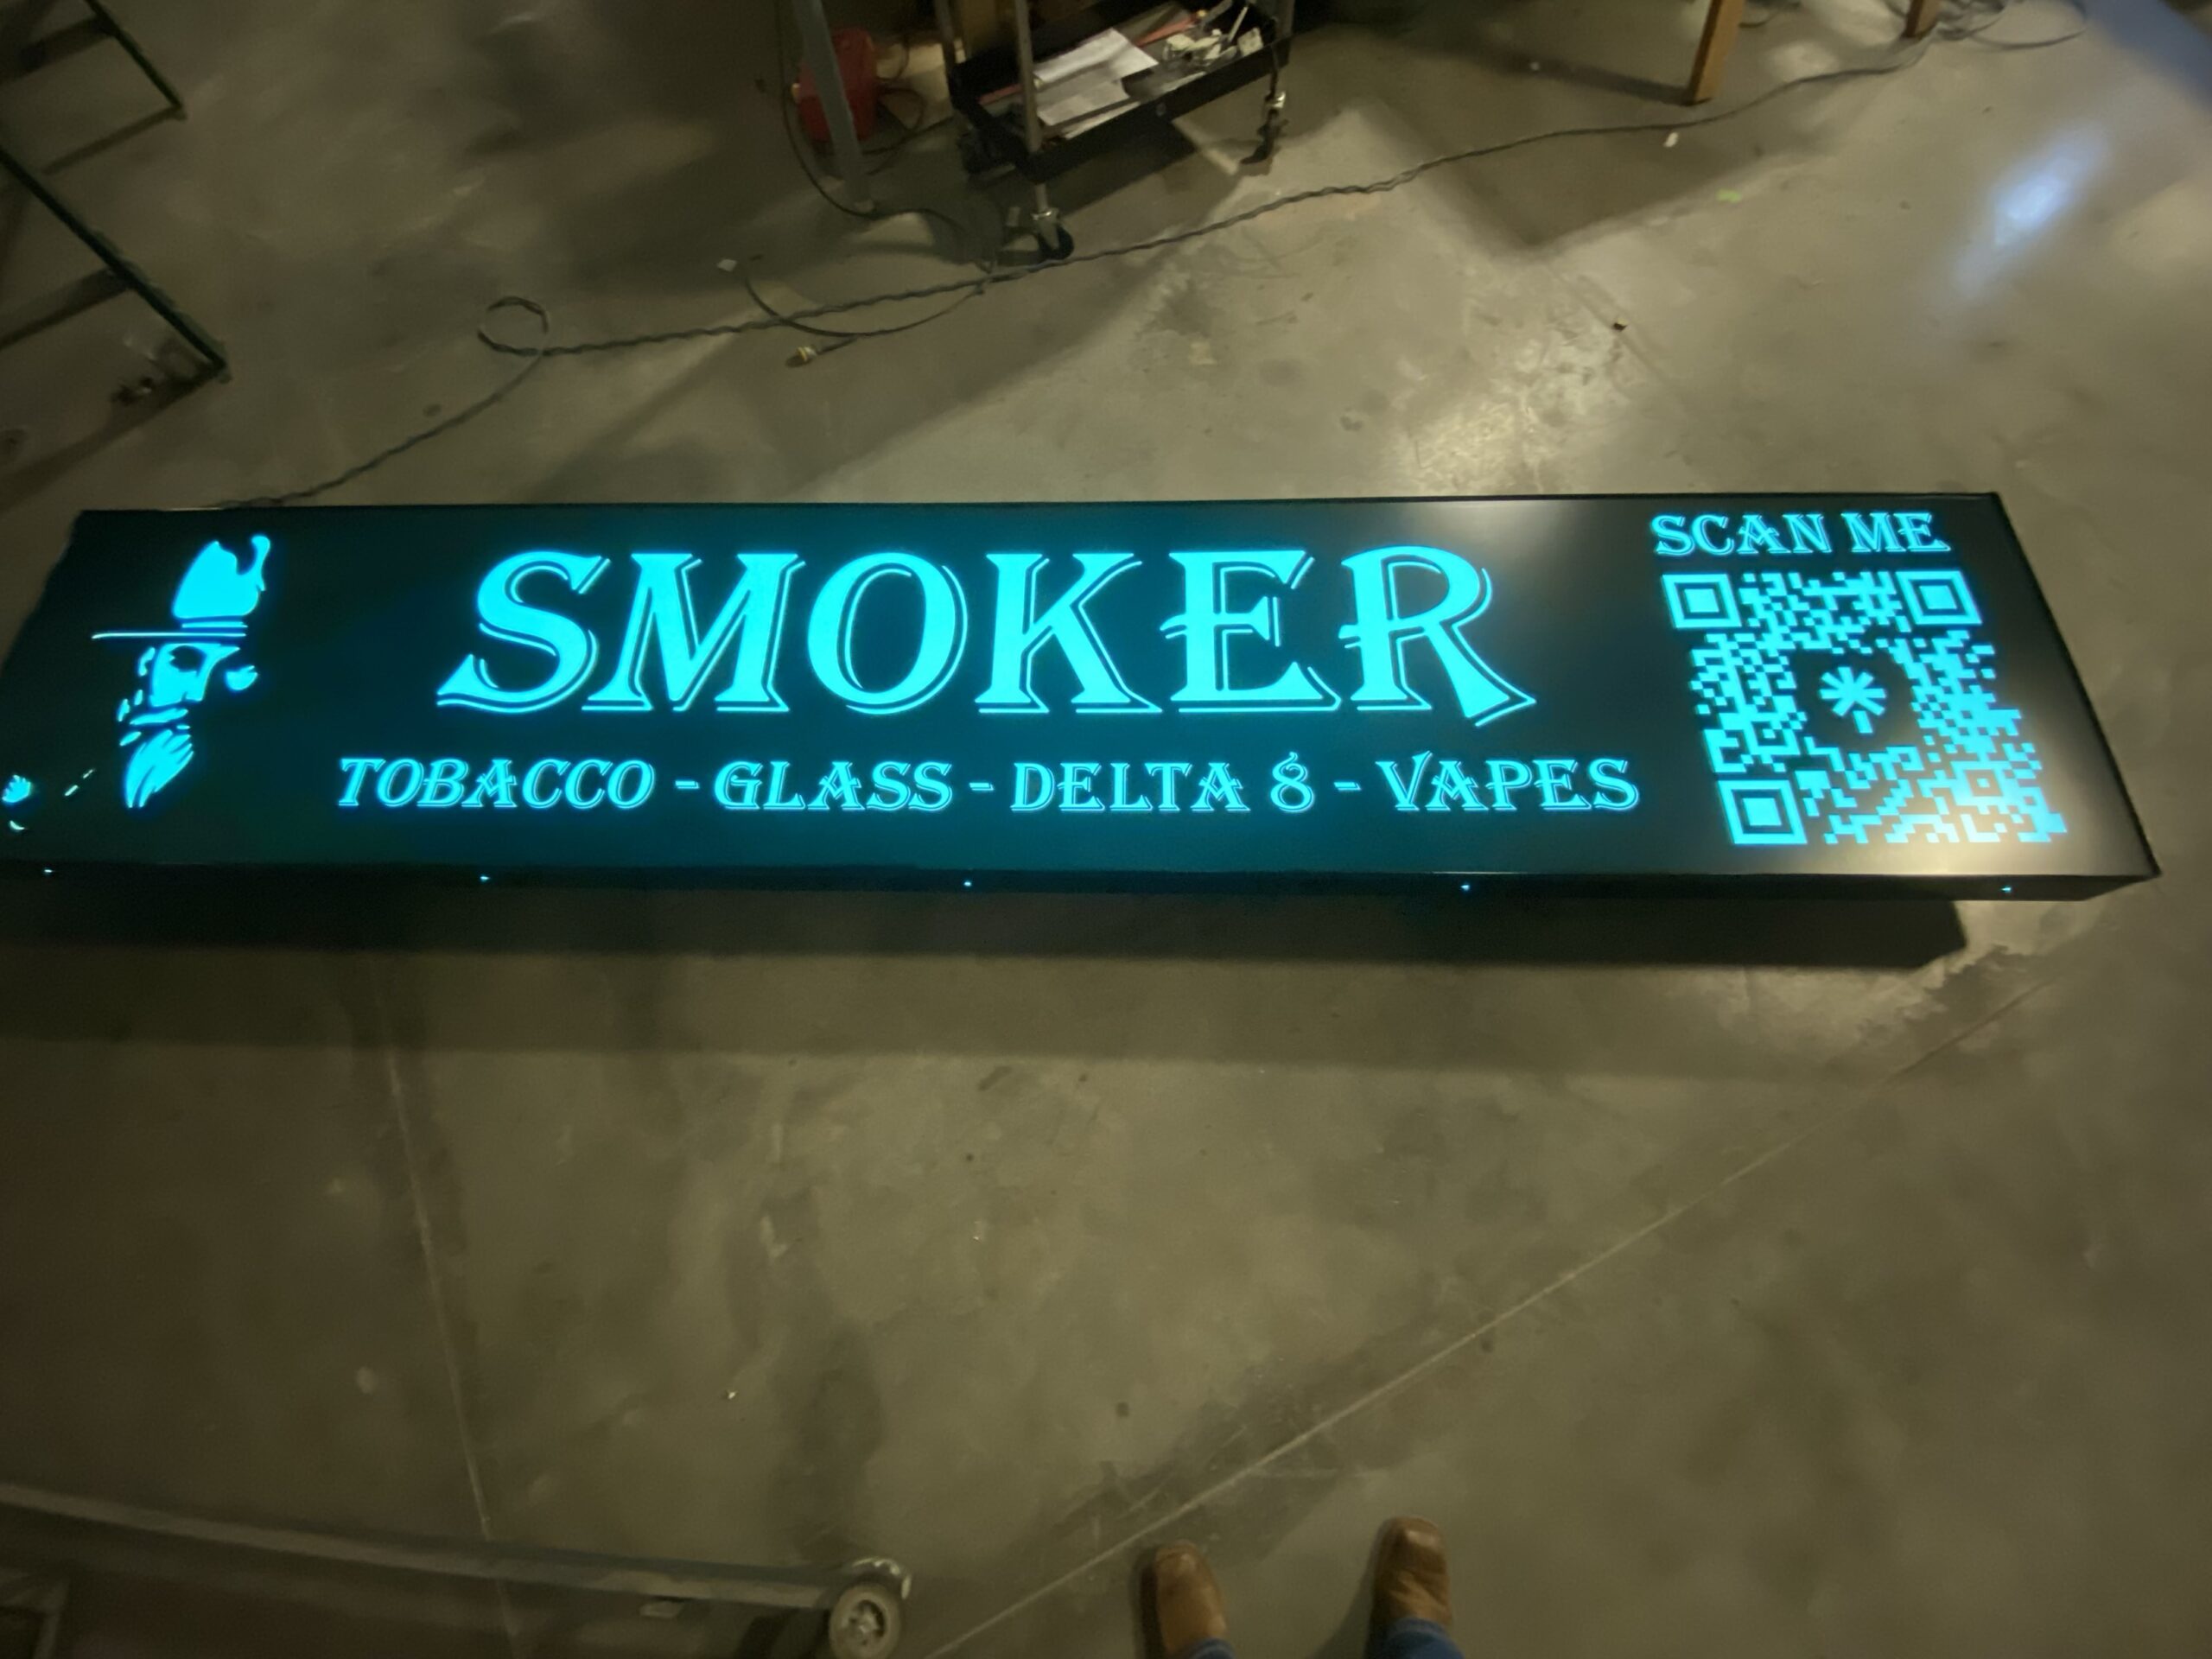 SMOKER
TOBACCO - GLASS - DELTA 8 - VAPES
SCAN ME